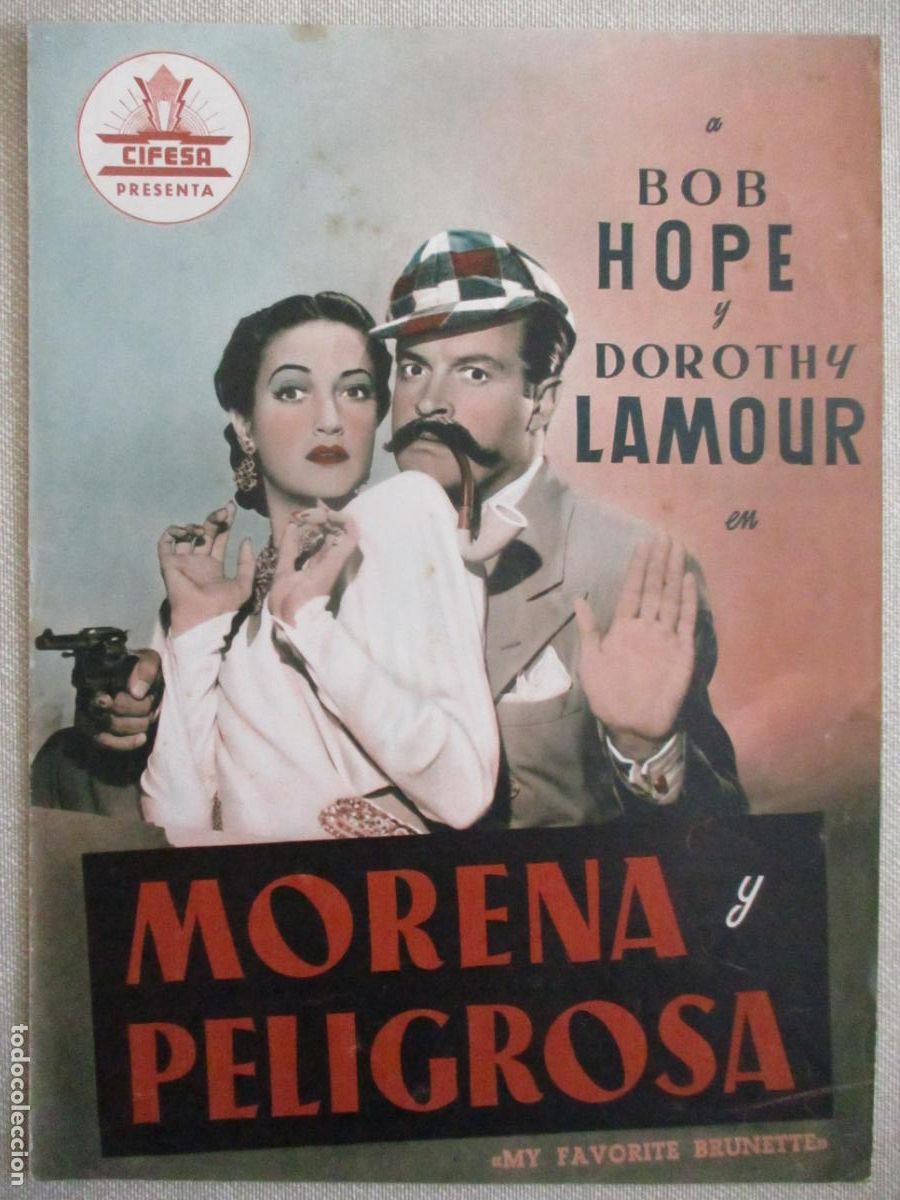 CIFESA
PRESENTA
a
BOB
HOPE
y
DOROTHY
LAMOUR
en
MORENA y
PELIGROSA
«MY FAVORITE BRUNETTE»
todocoleccion